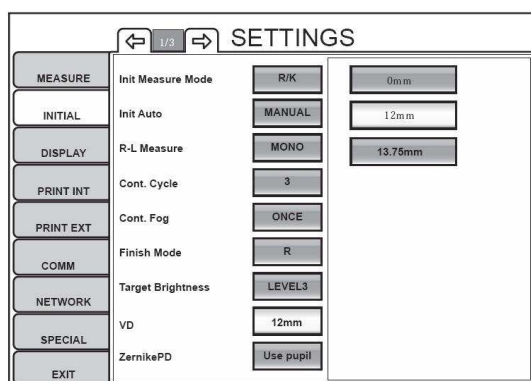 1/3 SETTINGS
MEASURE
INITIAL
DISPLAY
PRINT INT
PRINT EXT
COMM
NETWORK
SPECIAL
EXIT
Init Measure Mode R/K
Init Auto MANUAL
R-L Measure MONO
Cont. Cycle 3
Cont. Fog ONCE
Finish Mode R
Target Brightness LEVEL3
VD 12mm
ZernikePD Use pupil
0mm
12mm
13.75mm